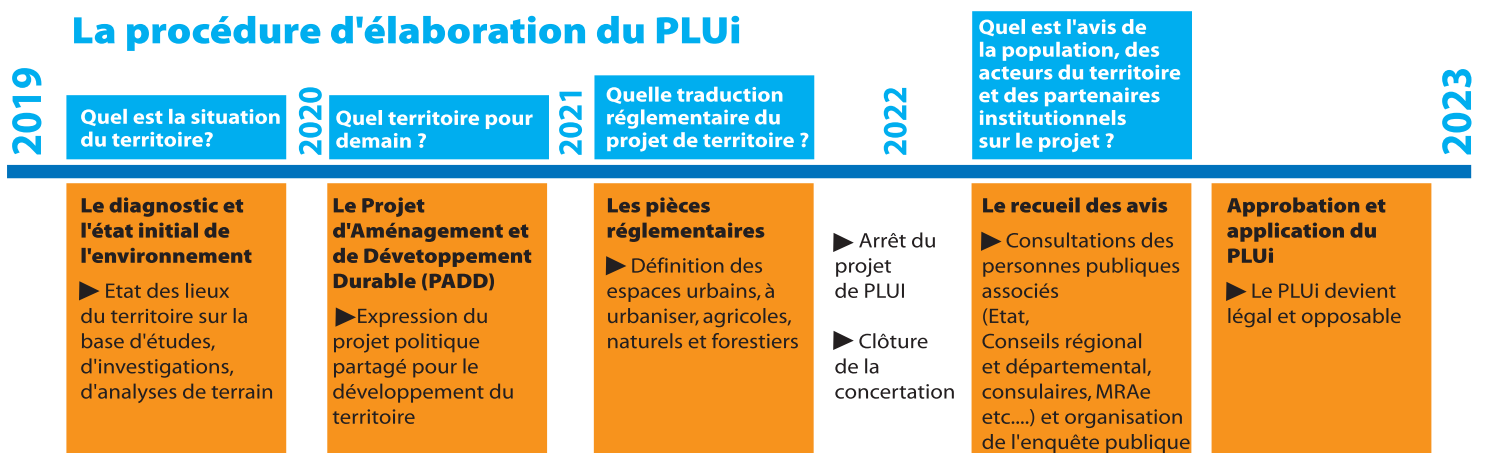 La procédure d'élaboration du PLUi
2019
Quel est la situation
du territoire?
2020
Quel territoire pour
demain ?
2021
Quelle traduction
réglementaire du
projet de territoire ?
2022
Quel est l'avis de
la population, des
acteurs du territoire
et des partenaires
institutionnels
sur le projet ?
2023
Le diagnostic et
l'état initial de
l'environnement
▶ Etat des lieux
du territoire sur la
base d'études,
d'investigations,
d'analyses de terrain
Le Projet
d'Aménagement et
de Dévetoppement
Durable (PADD)
▶Expression du
projet politique
partagé pour le
développement du
territoire
Les pièces
réglementaires
▶ Définition des
espaces urbains, à
urbaniser, agricoles,
naturels et forestiers
▶ Arrêt du
projet
de PLUI
▶ Clôture
de la
concertation
Le recueil des avis
▶ Consultations des
personnes publiques
associés
(Etat,
Conseils régional
et départemental,
consulaires, MRAe
etc....) et organisation
de l'enquête publique
Approbation et
application du
PLUi
▶ Le PLUi devient
légal et opposable